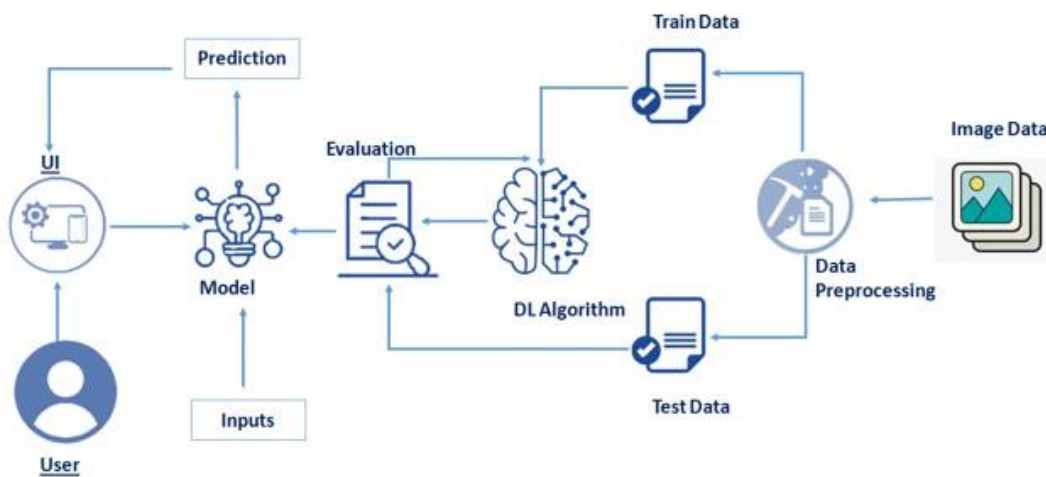 Train Data
Prediction
Image Data
Evaluation
UI
Model
DL Algorithm
Data
Preprocessing
Inputs
Test Data
User